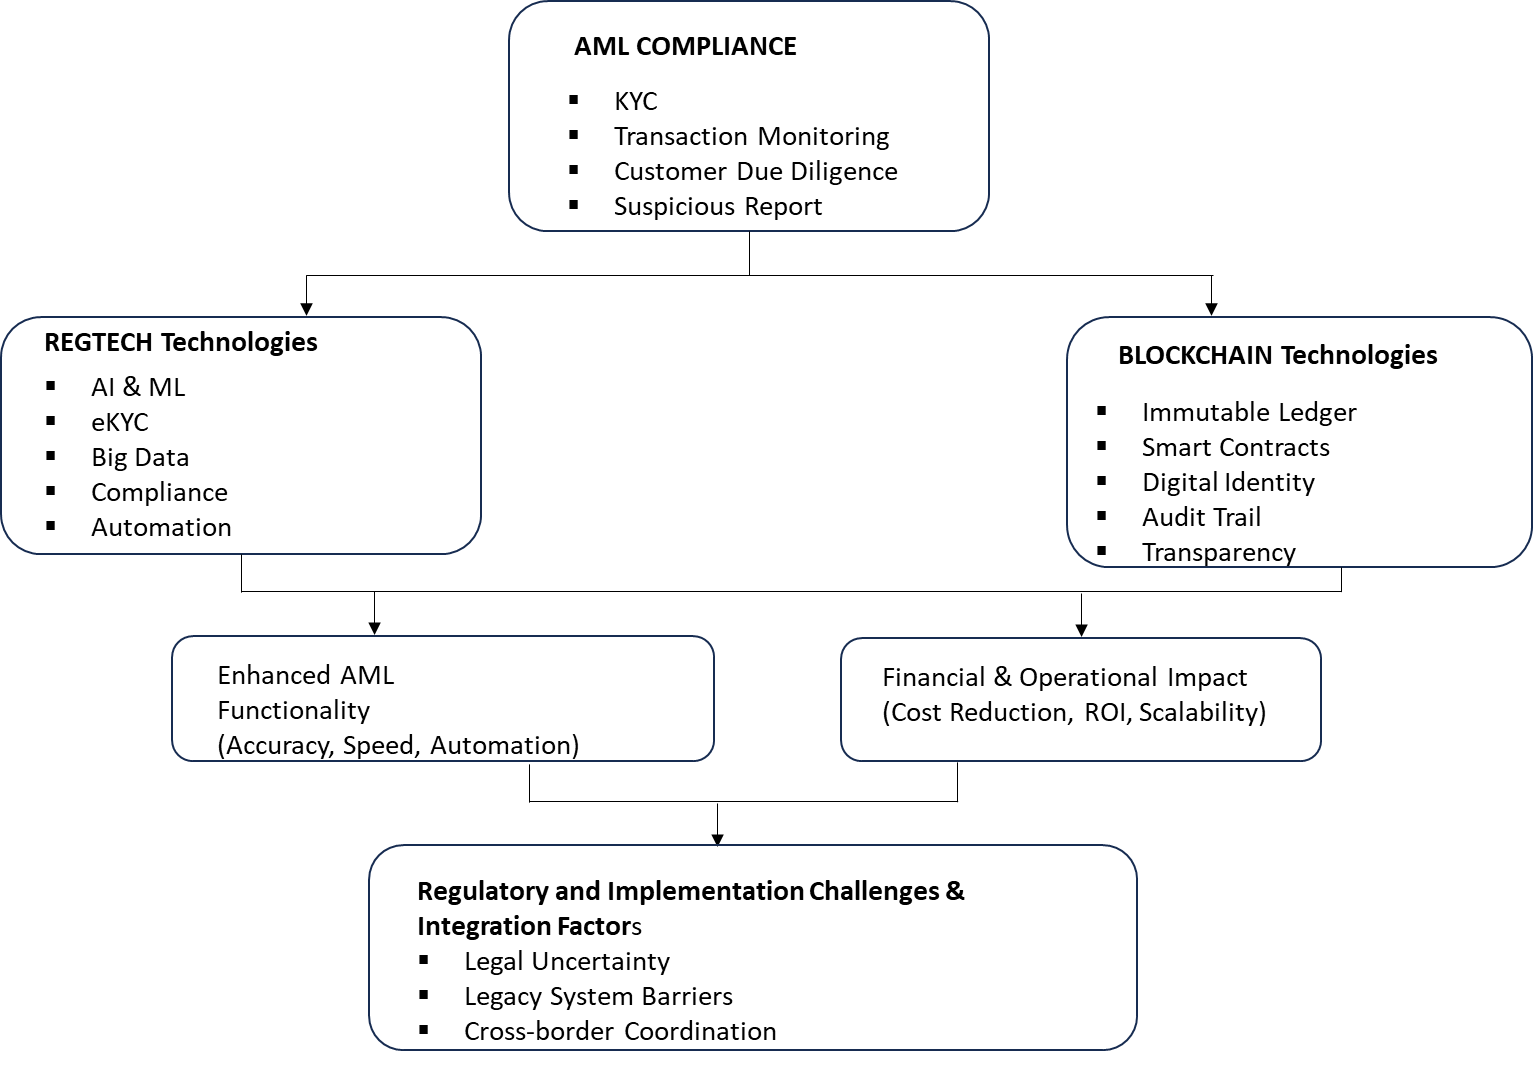 AML COMPLIANCE
▪ KYC
▪ Transaction Monitoring
▪ Customer Due Diligence
▪ Suspicious Report
REGTECH Technologies
▪ AI & ML
▪ eKYC
▪ Big Data
▪ Compliance
▪ Automation
BLOCKCHAIN Technologies
▪ Immutable Ledger
▪ Smart Contracts
▪ Digital Identity
▪ Audit Trail
▪ Transparency
Enhanced AML
Functionality
(Accuracy, Speed, Automation)
Financial & Operational Impact
(Cost Reduction, ROI, Scalability)
Regulatory and Implementation Challenges &
Integration Factors
▪ Legal Uncertainty
▪ Legacy System Barriers
▪ Cross-border Coordination